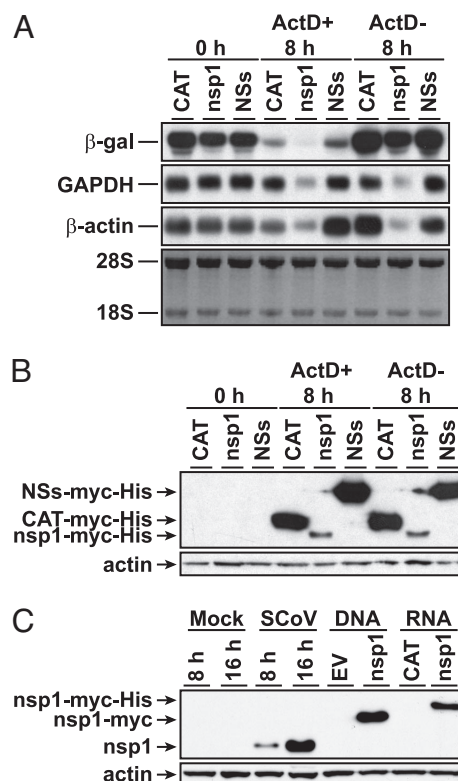 A
ActD+ ActD-
0 h 8 h 8 h
CAT nsp1 NSs CAT nsp1 NSs CAT nsp1 NSs
β-gal
GAPDH
β-actin
28S
18S
B
ActD+ ActD-
0 h 8 h 8 h
CAT nsp1 NSs CAT nsp1 NSs CAT nsp1 NSs
NSs-myc-His
CAT-myc-His
nsp1-myc-His
actin
C
Mock SCoV DNA RNA
8 h 16 h 8 h 16 h EV nsp1 CAT nsp1
nsp1-myc-His
nsp1-myc
nsp1
actin